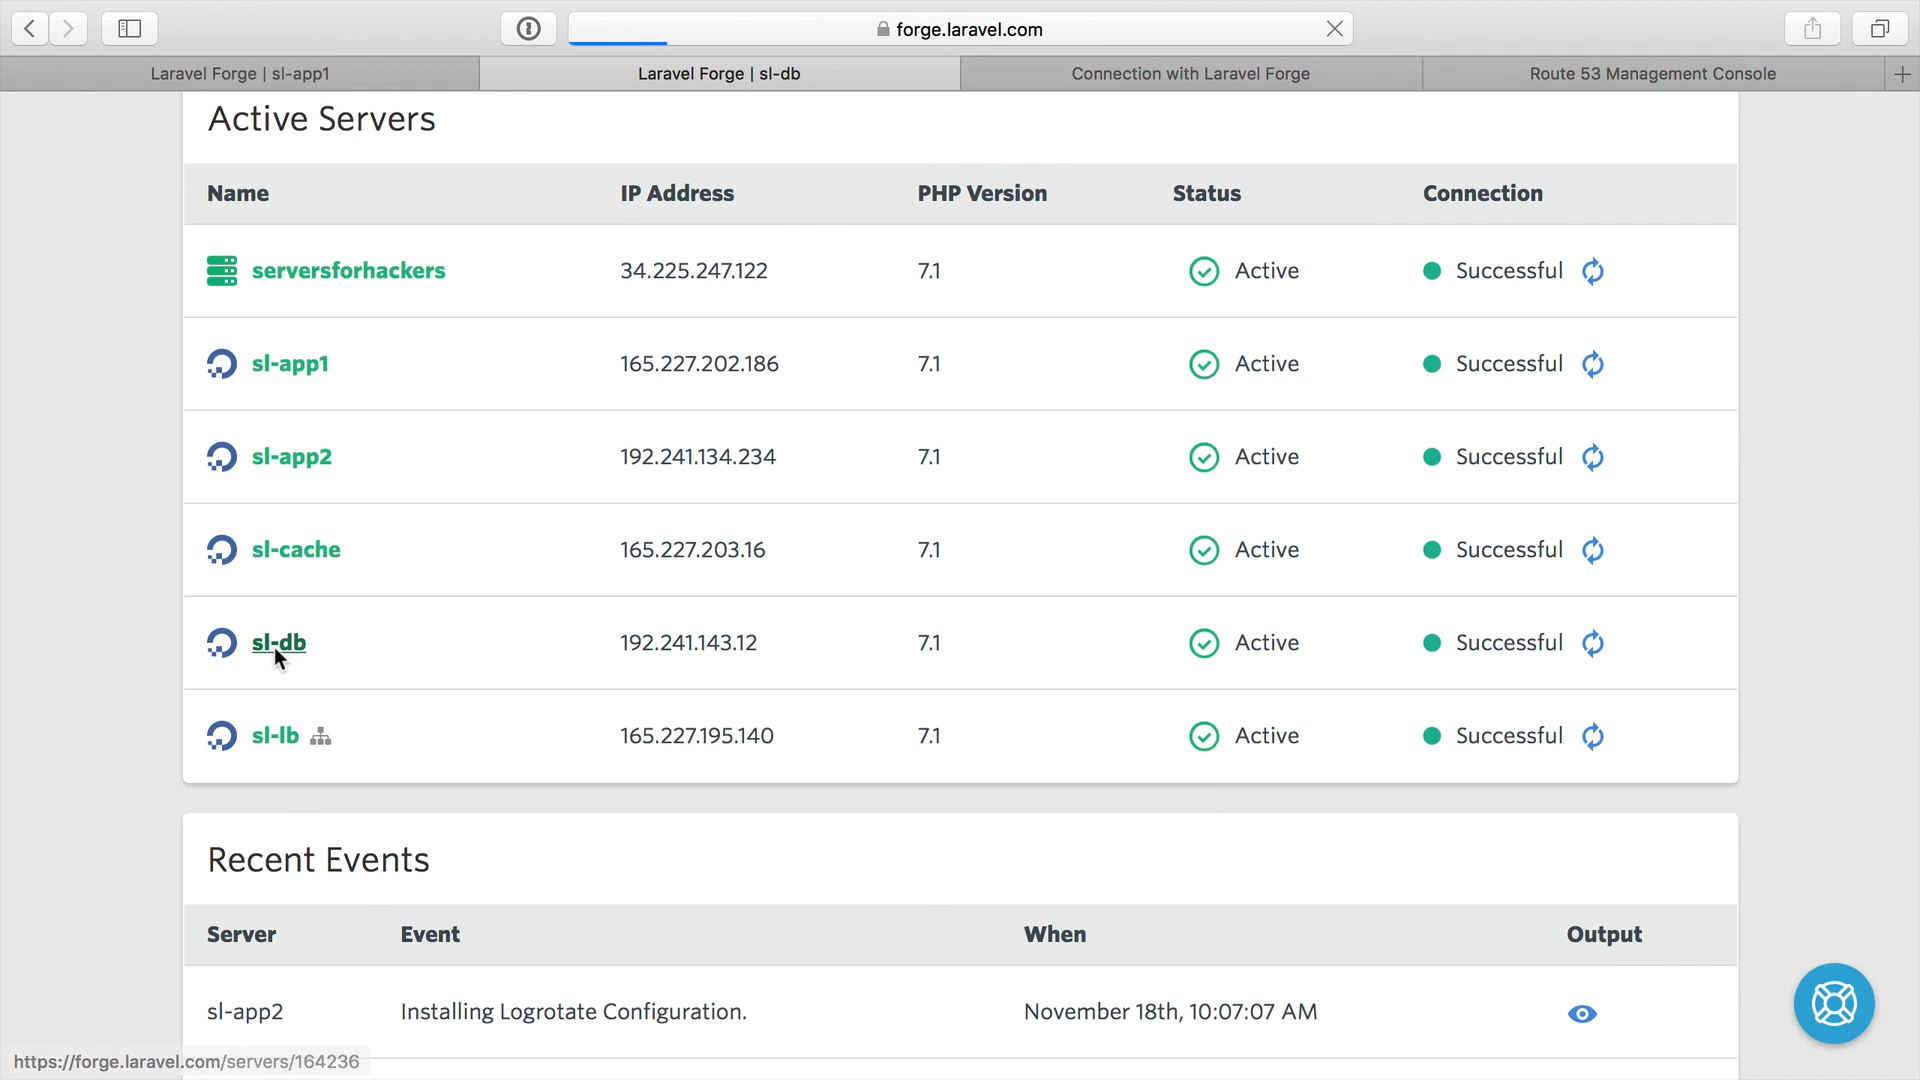 forge.laravel.com
Laravel Forge | sl-app1
Laravel Forge | sl-db
Connection with Laravel Forge
Route 53 Management Console
Active Servers
Name IP Address PHP Version Status Connection
serversforhackers 34.225.247.122 7.1 Active Successful
sl-app1 165.227.202.186 7.1 Active Successful
sl-app2 192.241.134.234 7.1 Active Successful
sl-cache 165.227.203.16 7.1 Active Successful
sl-db 192.241.143.12 7.1 Active Successful
sl-lb 165.227.195.140 7.1 Active Successful
Recent Events
Server Event When Output
sl-app2 Installing Logrotate Configuration. November 18th, 10:07:07 AM
https://forge.laravel.com/servers/164236